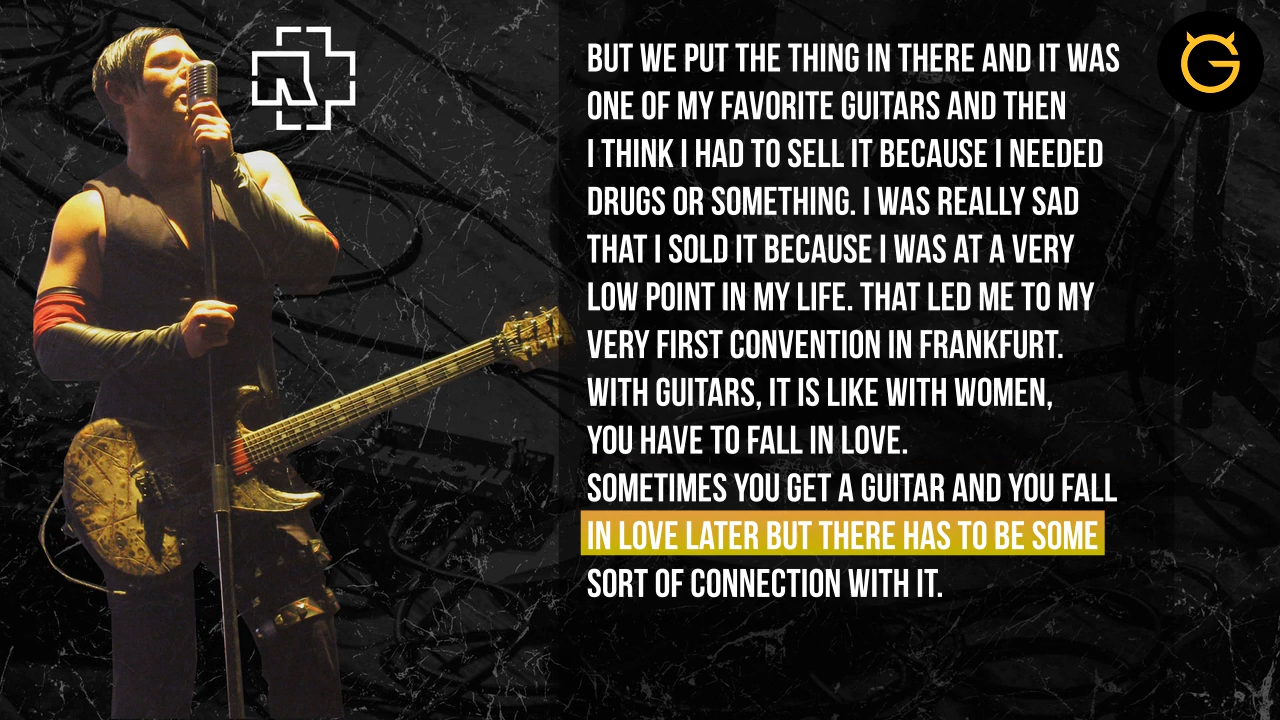 BUT WE PUT THE THING IN THERE AND IT WAS
ONE OF MY FAVORITE GUITARS AND THEN
I THINK I HAD TO SELL IT BECAUSE I NEEDED
DRUGS OR SOMETHING. I WAS REALLY SAD
THAT I SOLD IT BECAUSE I WAS AT A VERY
LOW POINT IN MY LIFE. THAT LED ME TO MY
VERY FIRST CONVENTION IN FRANKFURT.
WITH GUITARS, IT IS LIKE WITH WOMEN,
YOU HAVE TO FALL IN LOVE.
SOMETIMES YOU GET A GUITAR AND YOU FALL
IN LOVE LATER BUT THERE HAS TO BE SOME
SORT OF CONNECTION WITH IT.